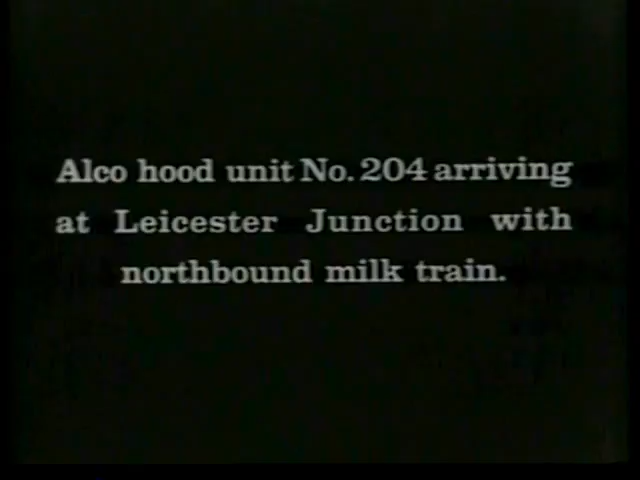 Alco hood unit No. 204 arriving
at Leicester Junction with
northbound milk train.